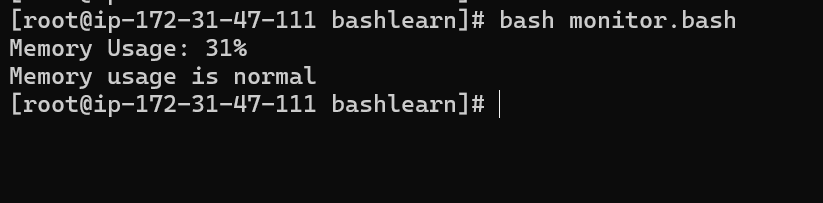 [root@ip-172-31-47-111 bashlearn]# bash monitor.bash
Memory Usage: 31%
Memory usage is normal
[root@ip-172-31-47-111 bashlearn]#